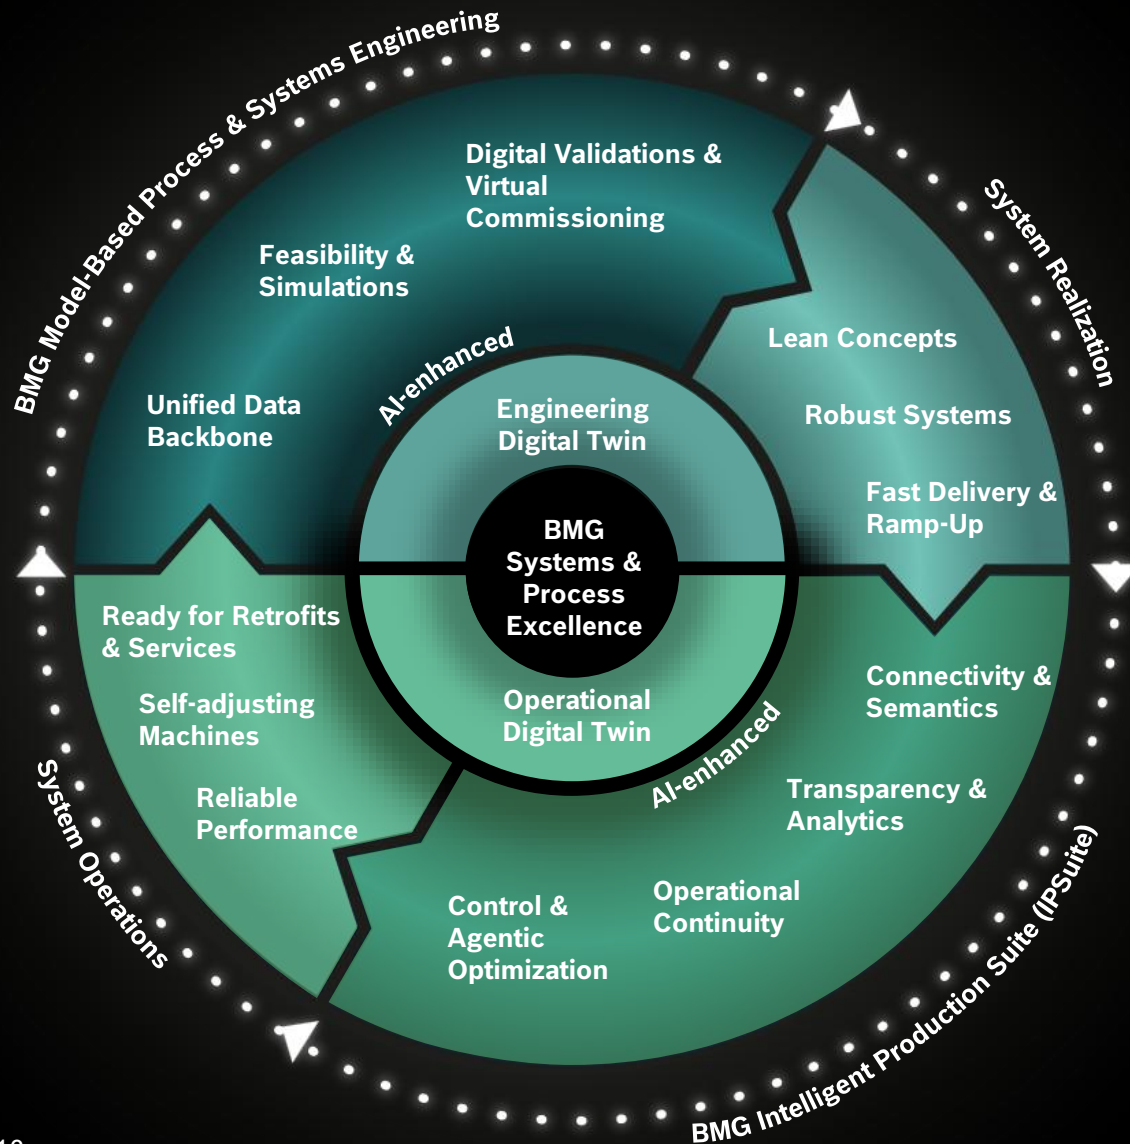 BMG Model-Based Process & Systems Engineering
Digital Validations &
Virtual
Commissioning
Feasibility &
Simulations
Unified Data
Backbone
AI-enhanced
System Realization
Lean Concepts
Robust Systems
Fast Delivery &
Ramp-Up
Engineering
Digital Twin
BMG
Systems &
Process
Excellence
Operational
Digital Twin
AI-enhanced
Connectivity &
Semantics
Transparency &
Analytics
Operational
Continuity
Control &
Agentic
Optimization
BMG Intelligent Production Suite (IPSuite)
Ready for Retrofits
& Services
Self-adjusting
Machines
Reliable
Performance
System Operations